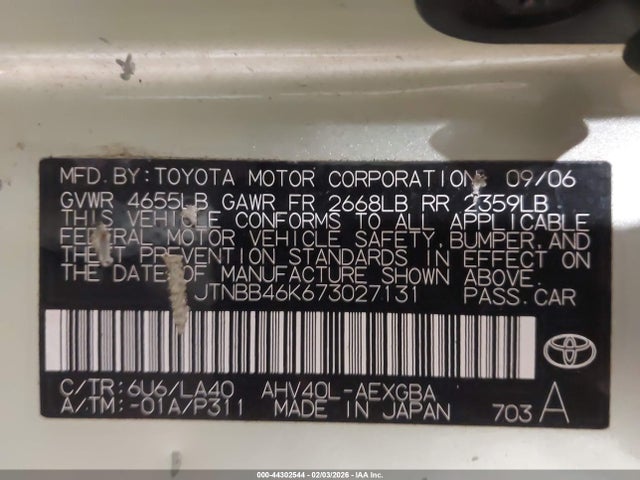 MFD. BY: TOYOTA MOTOR CORPORATION 09/06
GVWR 4655LB GAWR FR 2668LB RR 2359LB
THIS VEHICLE CONFORMS TO ALL APPLICABLE
FEDERAL MOTOR VEHICLE SAFETY, BUMPER, AND
THEFT PREVENTION STANDARDS IN EFFECT ON
THE DATE OF MANUFACTURE SHOWN ABOVE.
JTNBB46K673027131 PASS. CAR
C/TR: 6U6/LA40 AHV40L-AEXGBA
A/TM: -01A/P311 MADE IN JAPAN 703 A
000-44302544 - 02/03/2026 - IAA Inc.